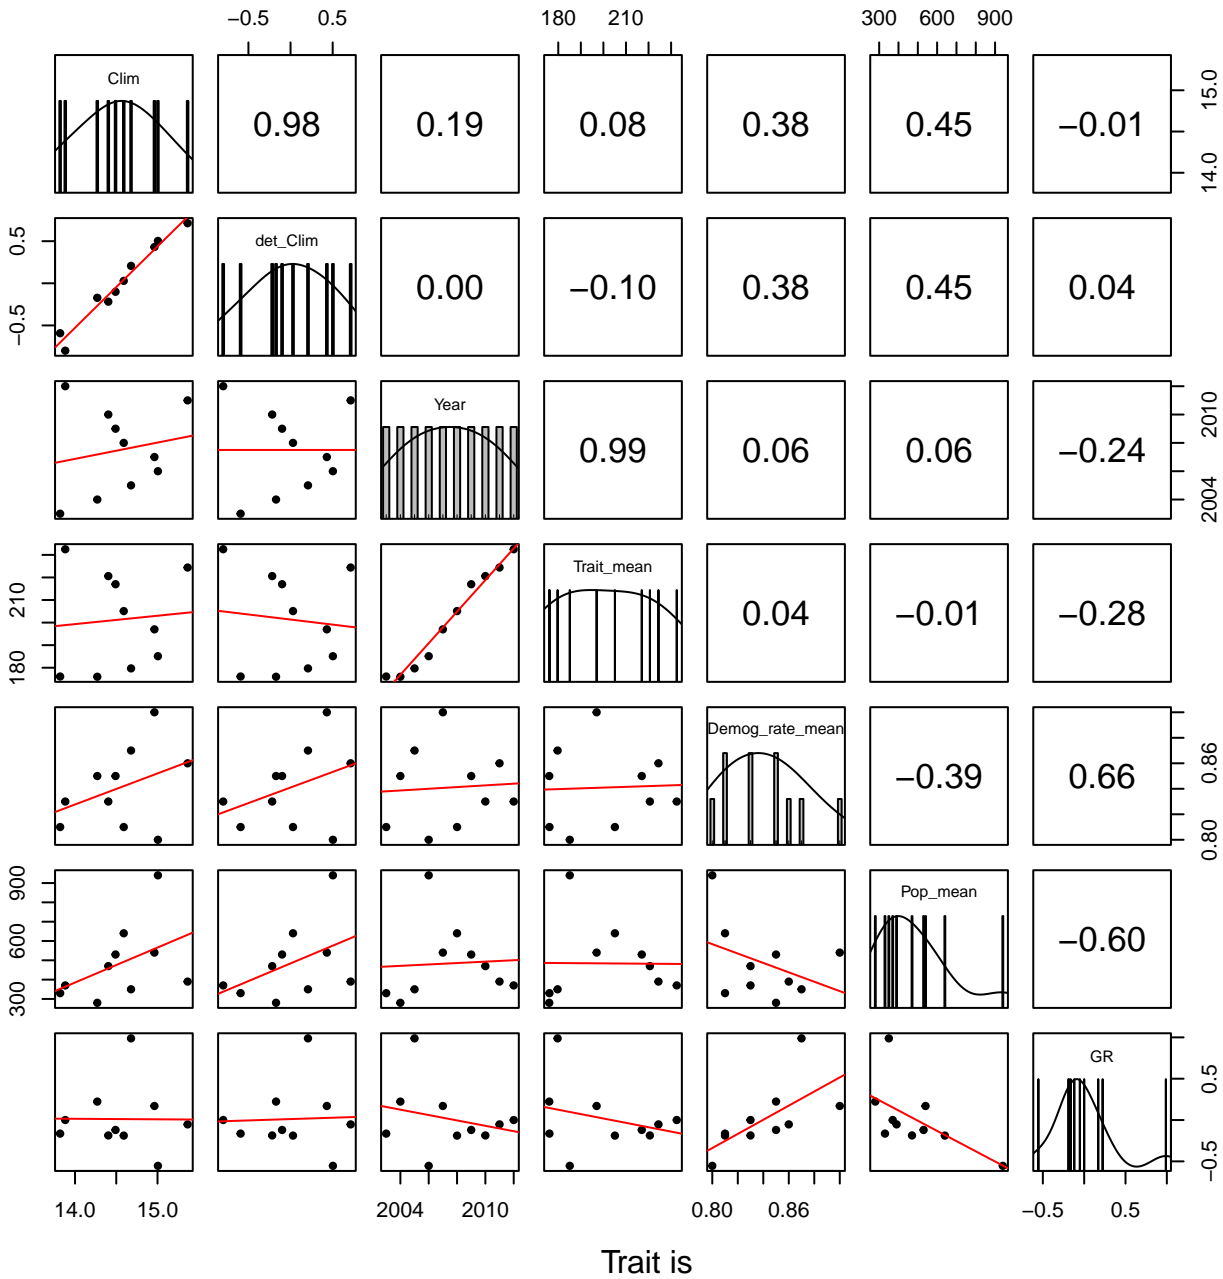 −0.5 0.5 180 210 300 600 900
Clim 0.98 0.19 0.08 0.38 0.45 −0.01 14.0 15.0
−0.5 0.5 det_Clim 0.00 −0.10 0.38 0.45 0.04
Year 0.99 0.06 0.06 −0.24 2004 2010
180 210 Trait_mean 0.04 −0.01 −0.28
Demog_rate_mean −0.39 0.66 0.80 0.86
300 600 900 Pop_mean −0.60
GR −0.5 0.5
14.0 15.0 2004 2010 0.80 0.86 −0.5 0.5
Trait is